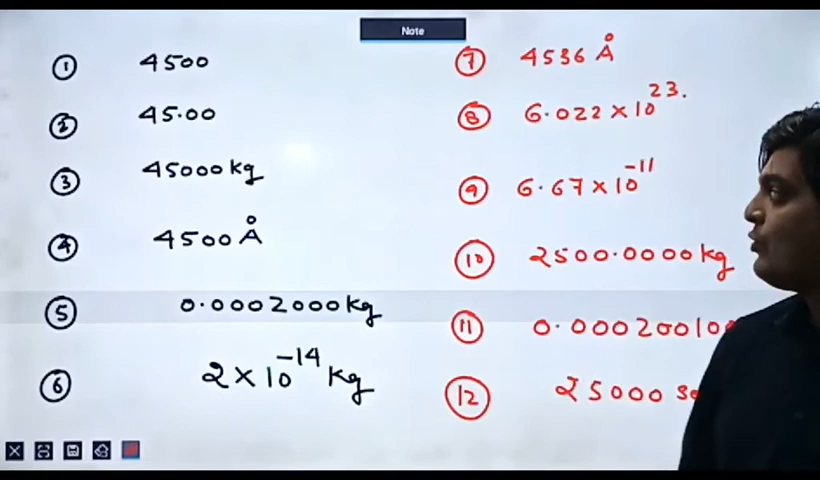 Note
① 4500
② 45.00
③ 45000 kg
④ 4500 Å
⑤ 0.0002000 kg
⑥ 2 × 10⁻¹⁴ kg
⑦ 4536 Å
⑧ 6.022 × 10²³.
⑨ 6.67 × 10⁻¹¹
⑩ 2500.0000 kg
⑪ 0.00020010
⑫ 25000